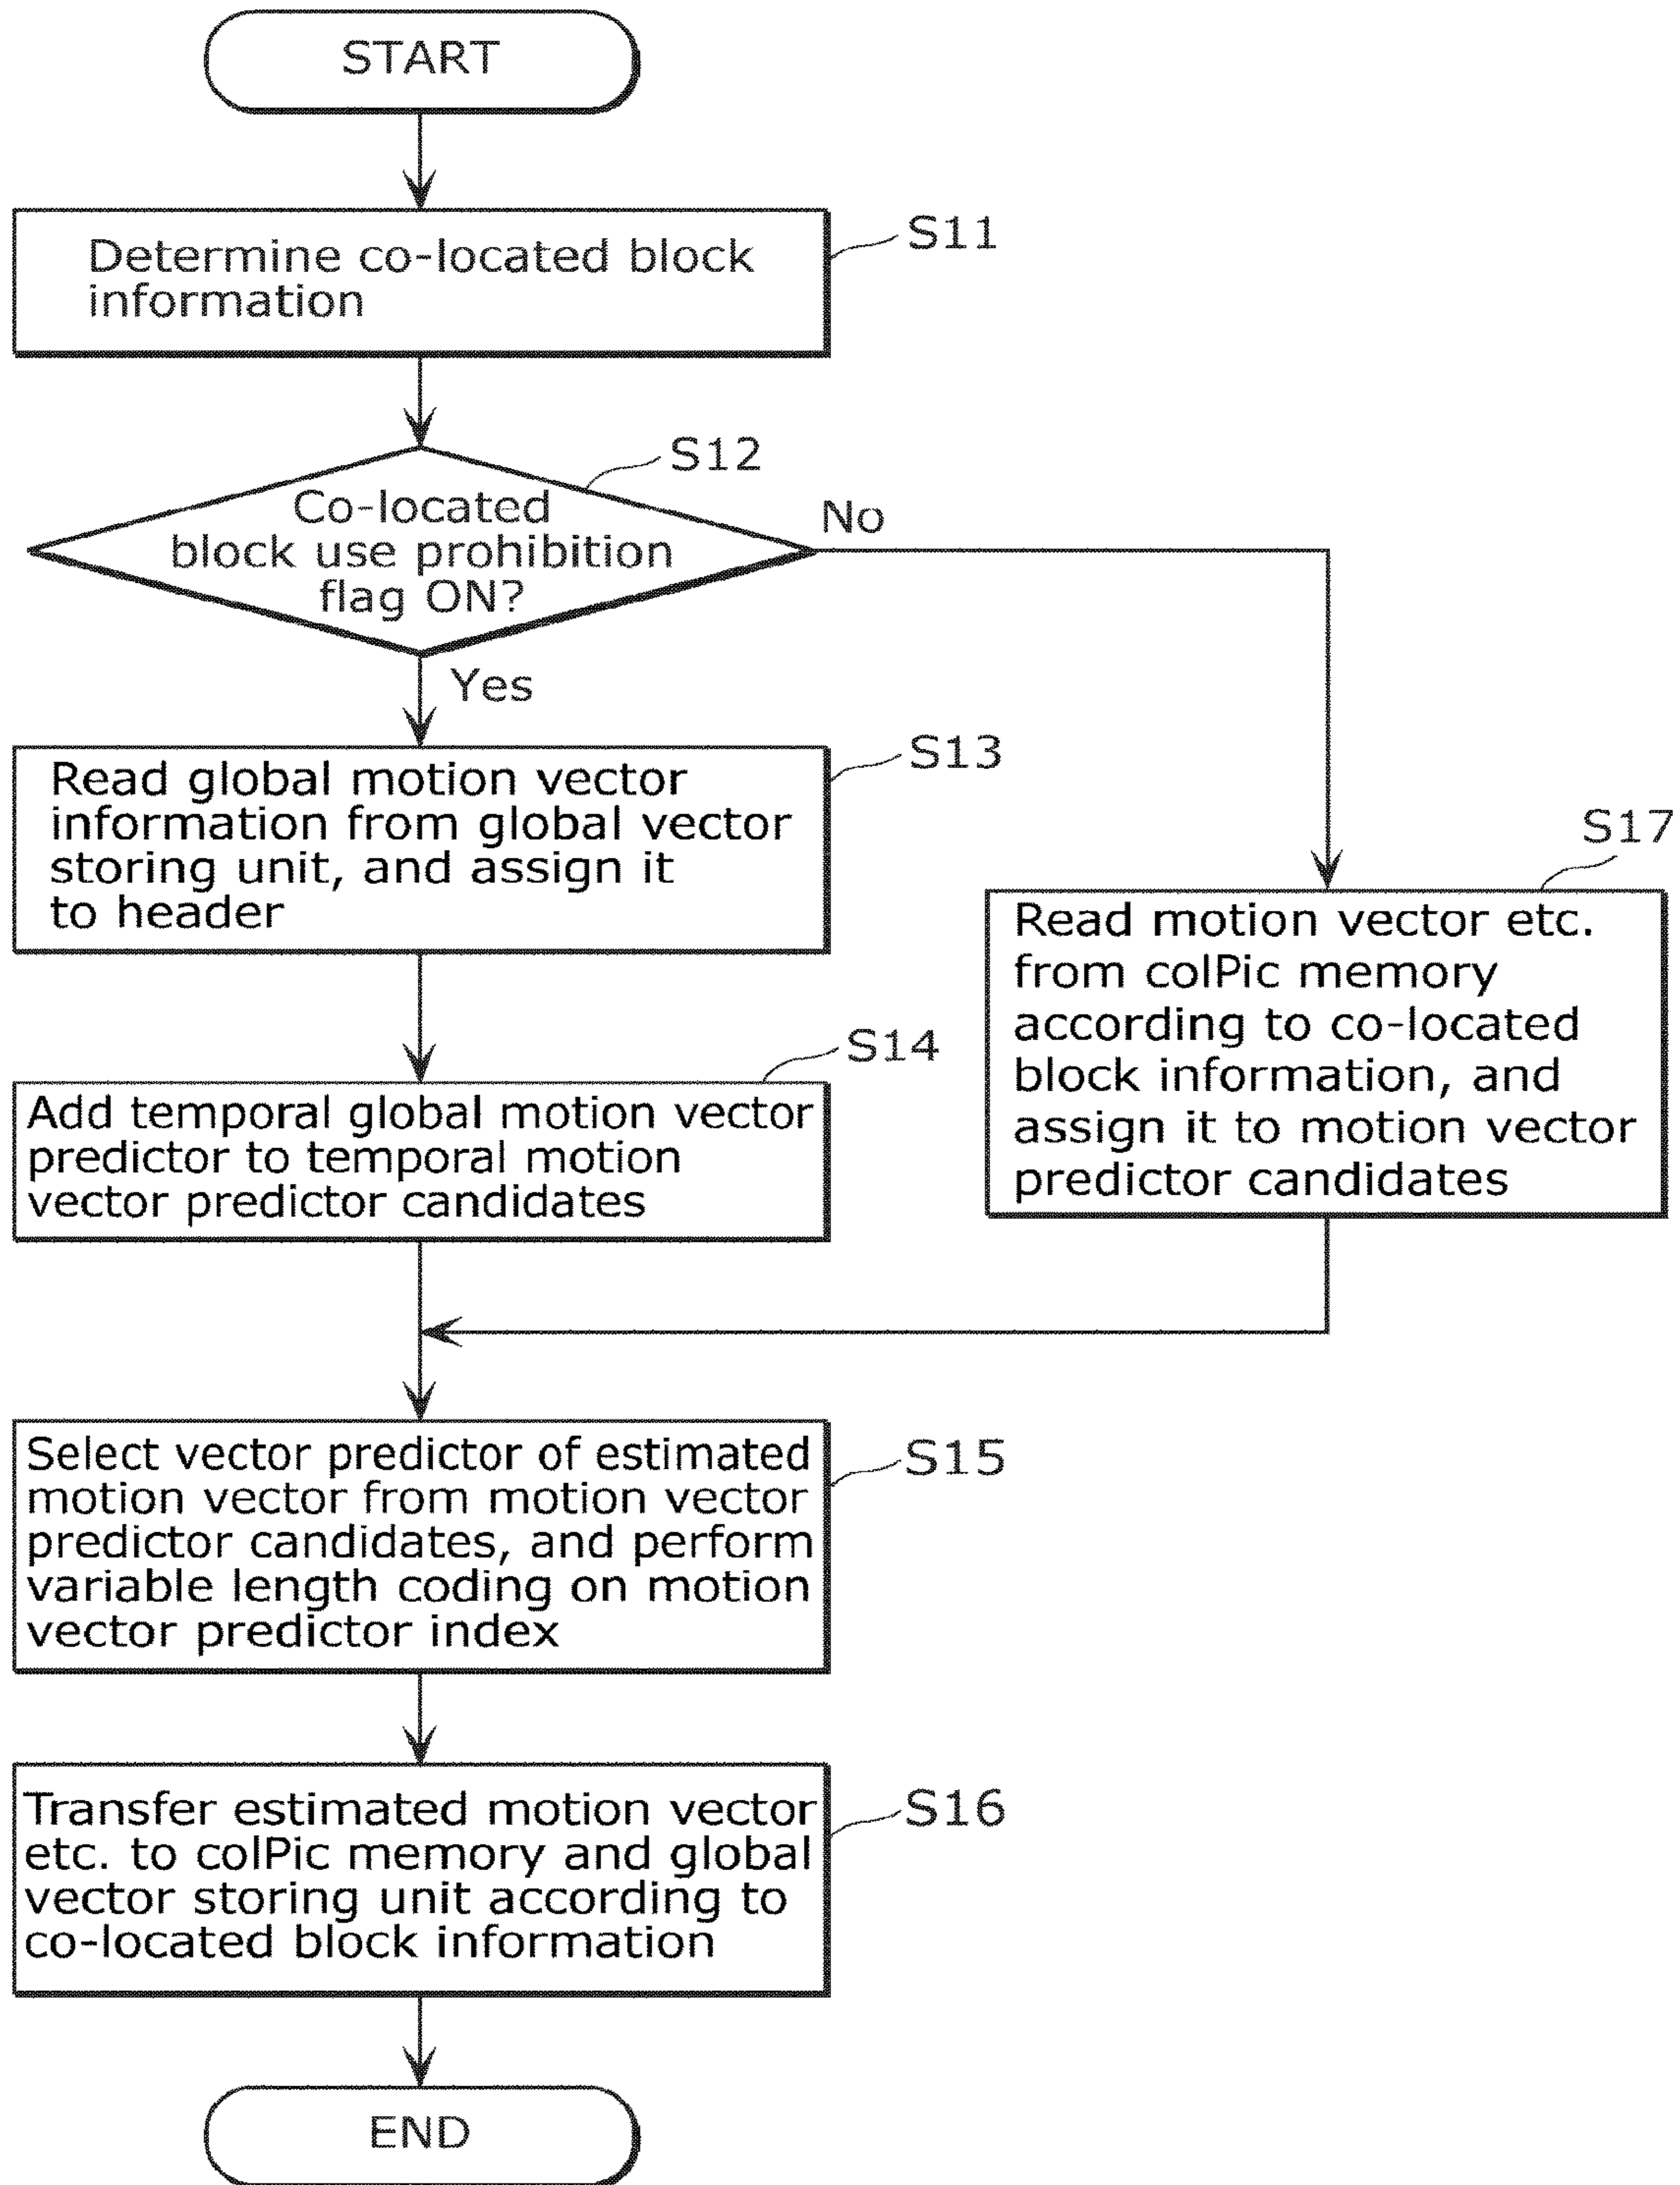 START
Determine co-located block
information
S11
S12
Co-located
block use prohibition
flag ON?
No
Yes
Read global motion vector
information from global vector
storing unit, and assign it
to header
S13
S17
Read motion vector etc.
from colPic memory
according to co-located
block information, and
assign it to motion vector
predictor candidates
S14
Add temporal global motion vector
predictor to temporal motion
vector predictor candidates
Select vector predictor of estimated
motion vector from motion vector
predictor candidates, and perform
variable length coding on motion
vector predictor index
S15
Transfer estimated motion vector
etc. to colPic memory and global
vector storing unit according to
co-located block information
S16
END